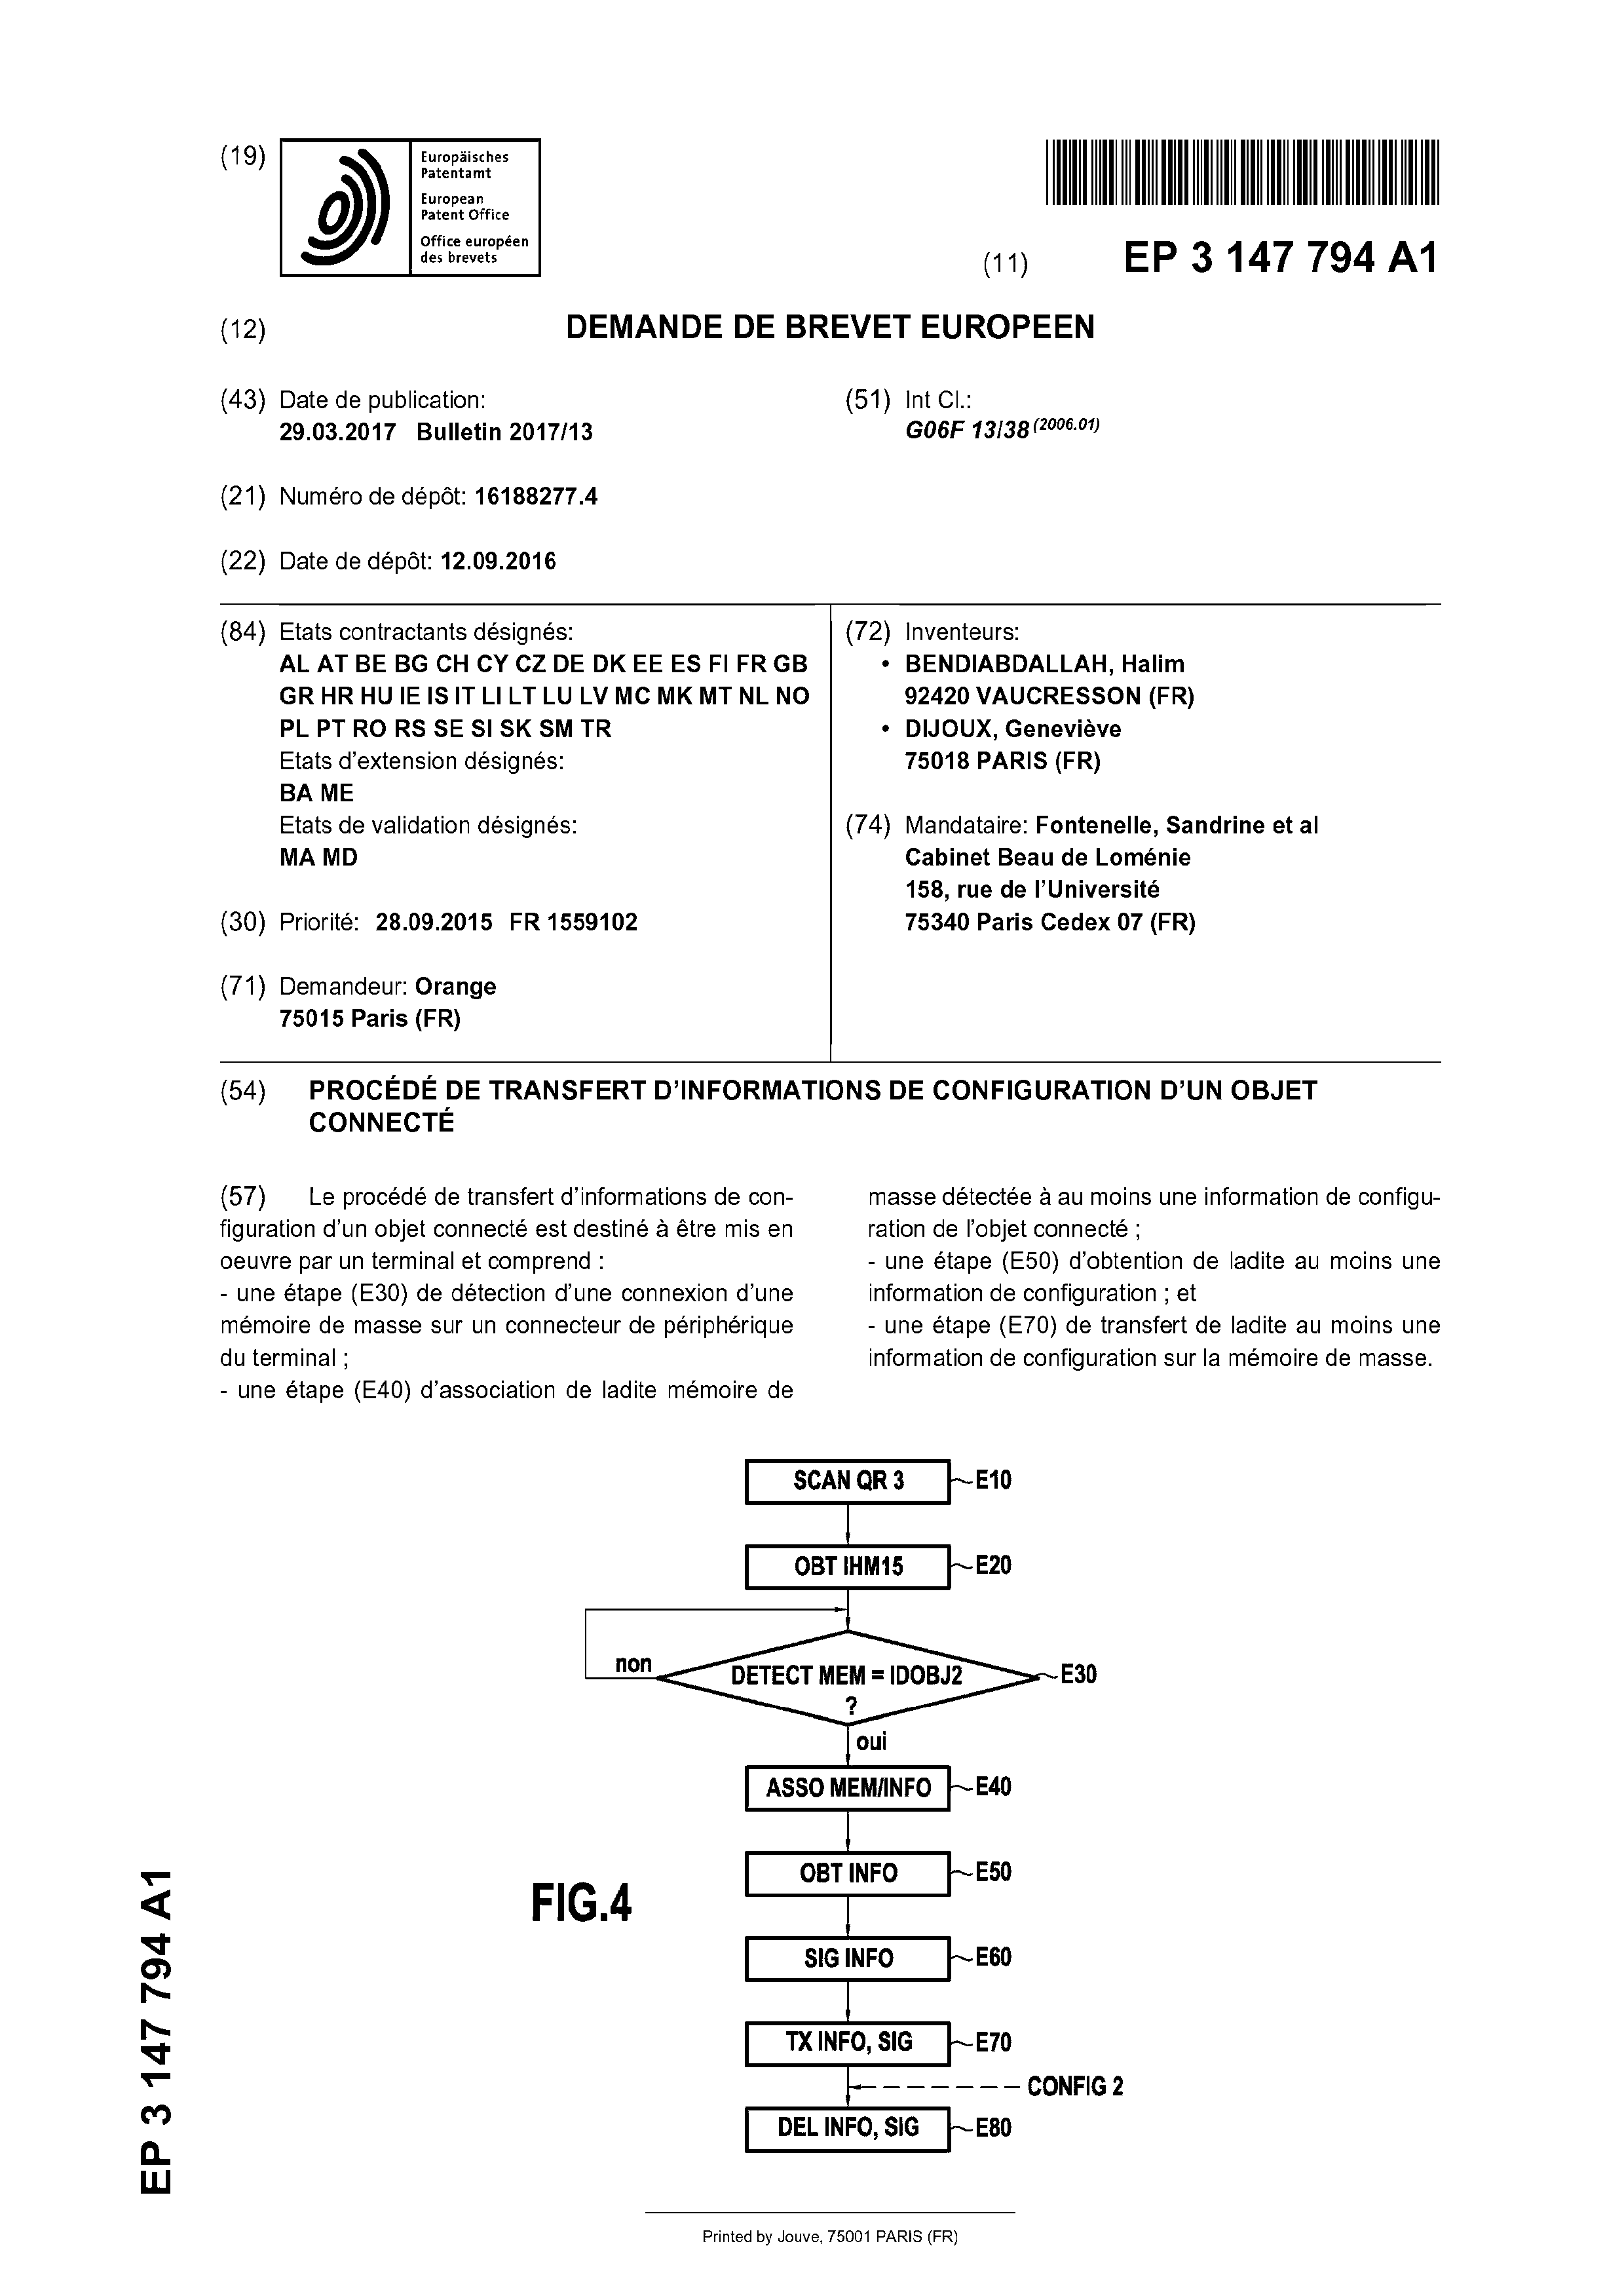 (19)
Europäisches
Patentamt
European
Patent Office
Office européen
des brevets
(11) EP 3 147 794 A1
(12) DEMANDE DE BREVET EUROPEEN
(43) Date de publication:
29.03.2017 Bulletin 2017/13
(51) Int Cl.:
G06F 13/38 (2006.01)
(21) Numéro de dépôt: 16188277.4
(22) Date de dépôt: 12.09.2016
(84) Etats contractants désignés:
AL AT BE BG CH CY CZ DE DK EE ES FI FR GB
GR HR HU IE IS IT LI LT LU LV MC MK MT NL NO
PL PT RO RS SE SI SK SM TR
Etats d'extension désignés:
BA ME
Etats de validation désignés:
MA MD
(30) Priorité: 28.09.2015 FR 1559102
(71) Demandeur: Orange
75015 Paris (FR)
(72) Inventeurs:
• BENDIABDALLAH, Halim
92420 VAUCRESSON (FR)
• DIJOUX, Geneviève
75018 PARIS (FR)
(74) Mandataire: Fontenelle, Sandrine et al
Cabinet Beau de Loménie
158, rue de l'Université
75340 Paris Cedex 07 (FR)
(54) PROCÉDÉ DE TRANSFERT D'INFORMATIONS DE CONFIGURATION D'UN OBJET
CONNECTÉ
(57) Le procédé de transfert d'informations de con-
figuration d'un objet connecté est destiné à être mis en
oeuvre par un terminal et comprend :
- une étape (E30) de détection d'une connexion d'une
mémoire de masse sur un connecteur de périphérique
du terminal ;
- une étape (E40) d'association de ladite mémoire de
masse détectée à au moins une information de configu-
ration de l'objet connecté ;
- une étape (E50) d'obtention de ladite au moins une
information de configuration ; et
- une étape (E70) de transfert de ladite au moins une
information de configuration sur la mémoire de masse.
SCAN QR 3 E10
OBT IHM15 E20
non
DETECT MEM = IDOBJ2 E30
?
oui
ASSO MEM/INFO E40
OBT INFO E50
FIG.4
SIG INFO E60
TX INFO, SIG E70
CONFIG 2
DEL INFO, SIG E80
EP 3 147 794 A1
Printed by Jouve, 75001 PARIS (FR)